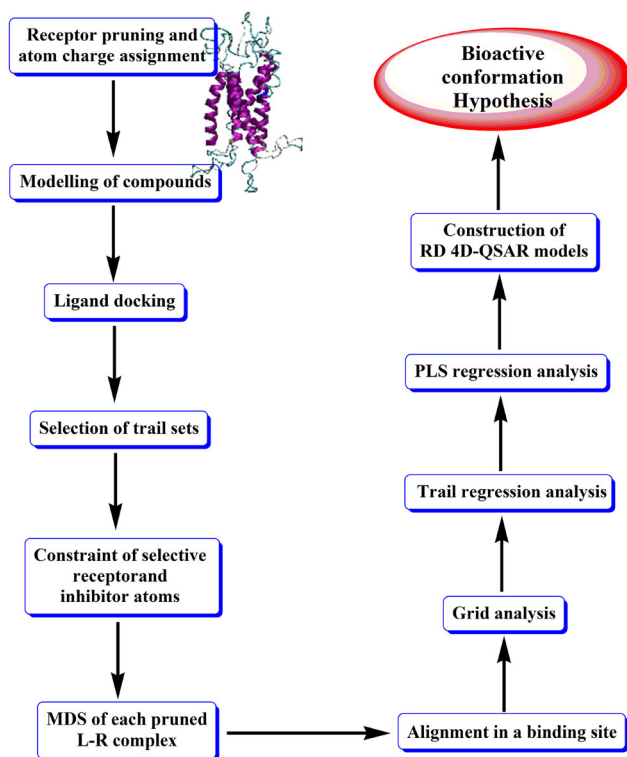 Receptor pruning and
atom charge assignment
Modelling of compounds
Ligand docking
Selection of trail sets
Constraint of selective
receptorand
inhibitor atoms
MDS of each pruned
L-R complex
Alignment in a binding site
Grid analysis
Trail regression analysis
PLS regression analysis
Construction of
RD 4D-QSAR models
Bioactive
conformation
Hypothesis